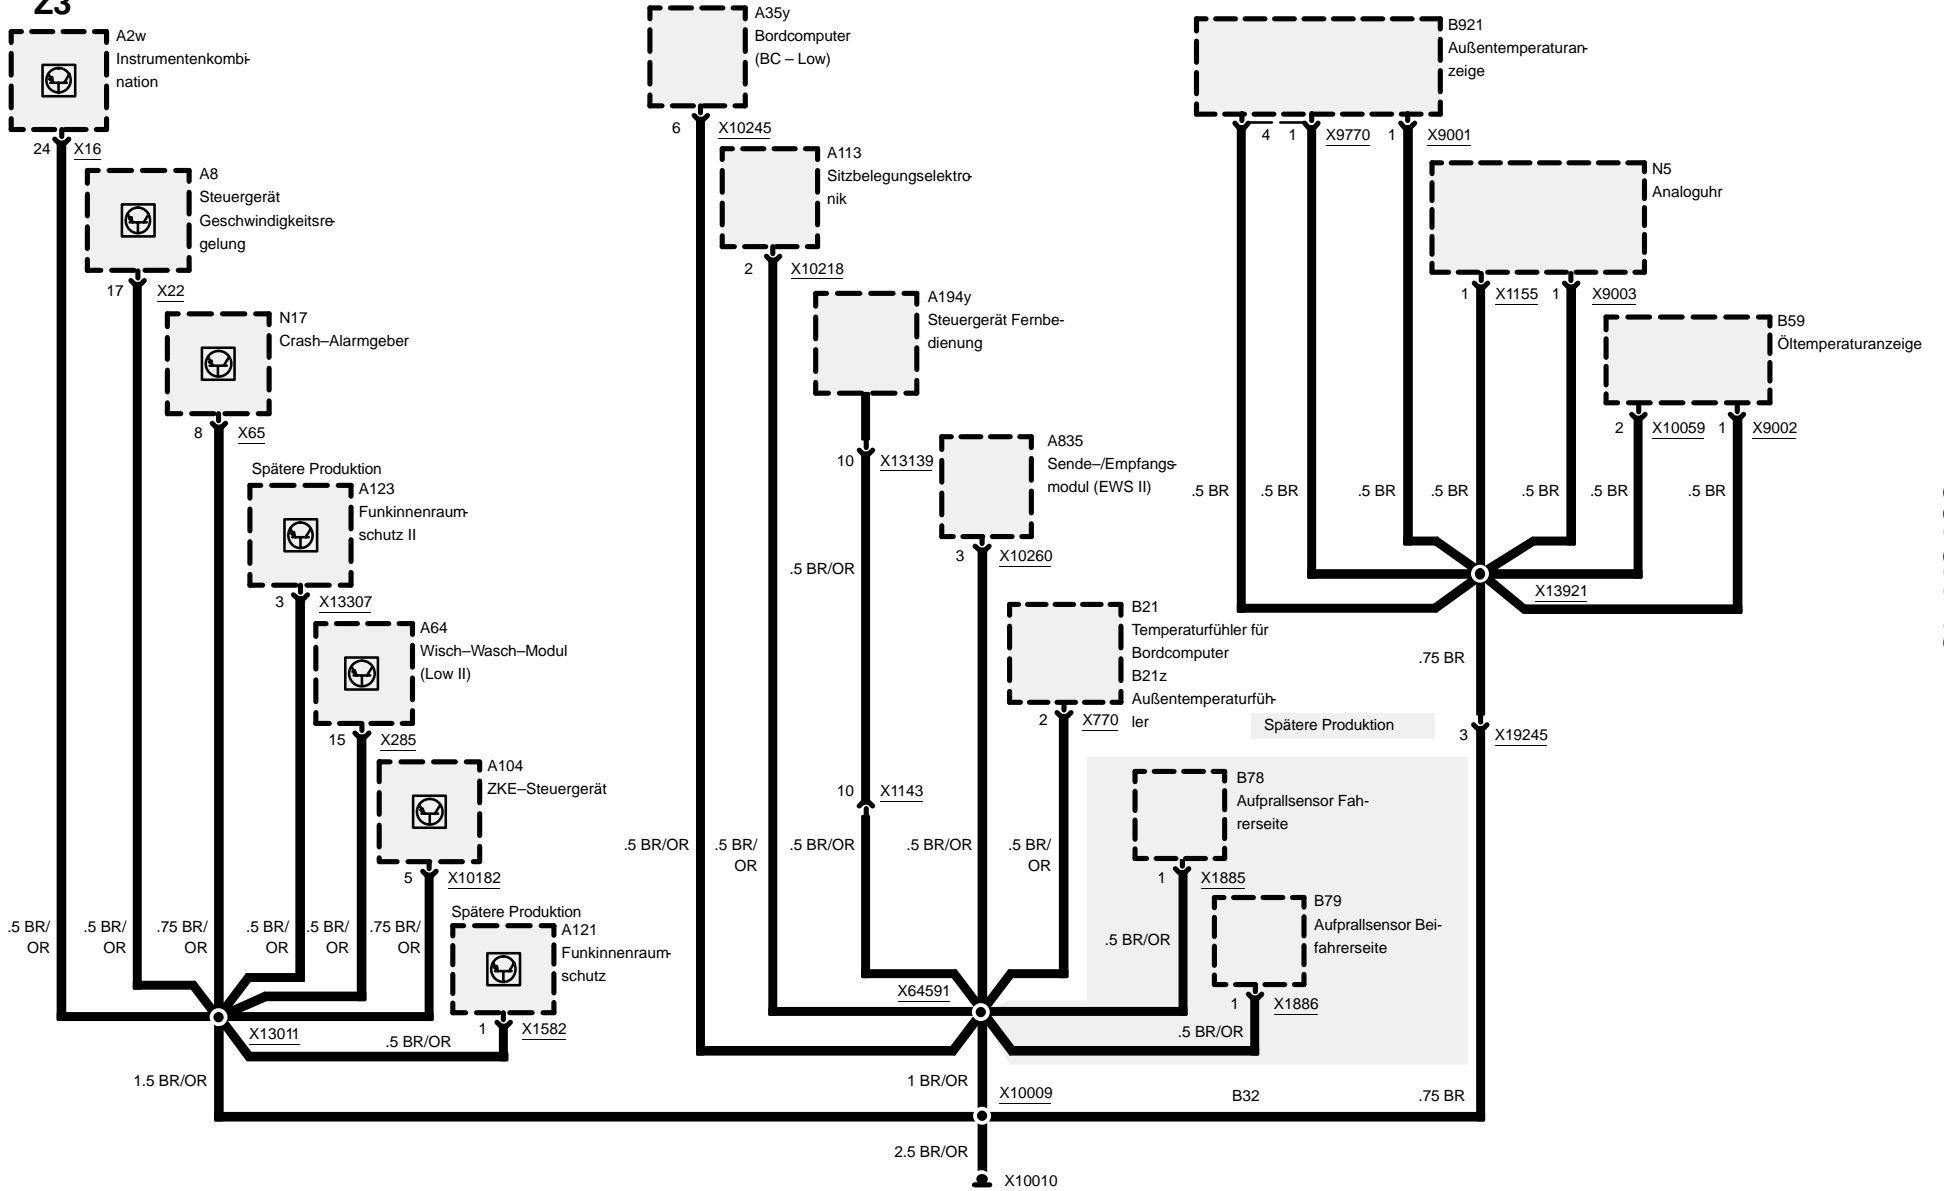 Z3
A2w
Instrumentenkombi-
nation
24 X16
A8
Steuergerät
Geschwindigkeitsre-
gelung
17 X22
N17
Crash–Alarmgeber
8 X65
Spätere Produktion
A123
Funkinnenraum-
schutz II
3 X13307
A64
Wisch–Wasch–Modul
(Low II)
15 X285
A104
ZKE–Steuergerät
5 X10182
Spätere Produktion
A121
Funkinnenraum-
schutz
1 X1582
.5 BR/
OR
.5 BR/
OR
.75 BR/
OR
.5 BR/
OR
.5 BR/
OR
.75 BR/
OR
X13011
.5 BR/OR
1.5 BR/OR
A35y
Bordcomputer
(BC – Low)
6 X10245
A113
Sitzbelegungselektro-
nik
2 X10218
A194y
Steuergerät Fernbe-
dienung
10 X13139
A835
Sende–/Empfangs-
modul (EWS II)
3 X10260
.5 BR/OR
B21
Temperaturfühler für
Bordcomputer
B21z
Außentemperaturfüh-
ler
2 X770
10 X1143
.5 BR/OR
.5 BR/
OR
.5 BR/OR
.5 BR/OR
.5 BR/
OR
Spätere Produktion
B78
Aufprallsensor Fah-
rerseite
1 X1885
B79
Aufprallsensor Bei-
fahrerseite
1 X1886
.5 BR/OR
.5 BR/OR
X64591
1 BR/OR
X10009
B32
.75 BR
2.5 BR/OR
X10010
B921
Außentemperaturan-
zeige
4 1 X9770 1 X9001
N5
Analoguhr
1 X1155 1 X9003
B59
Öltemperaturanzeige
2 X10059 1 X9002
.5 BR .5 BR .5 BR .5 BR .5 BR .5 BR .5 BR
X13921
.75 BR
3 X19245